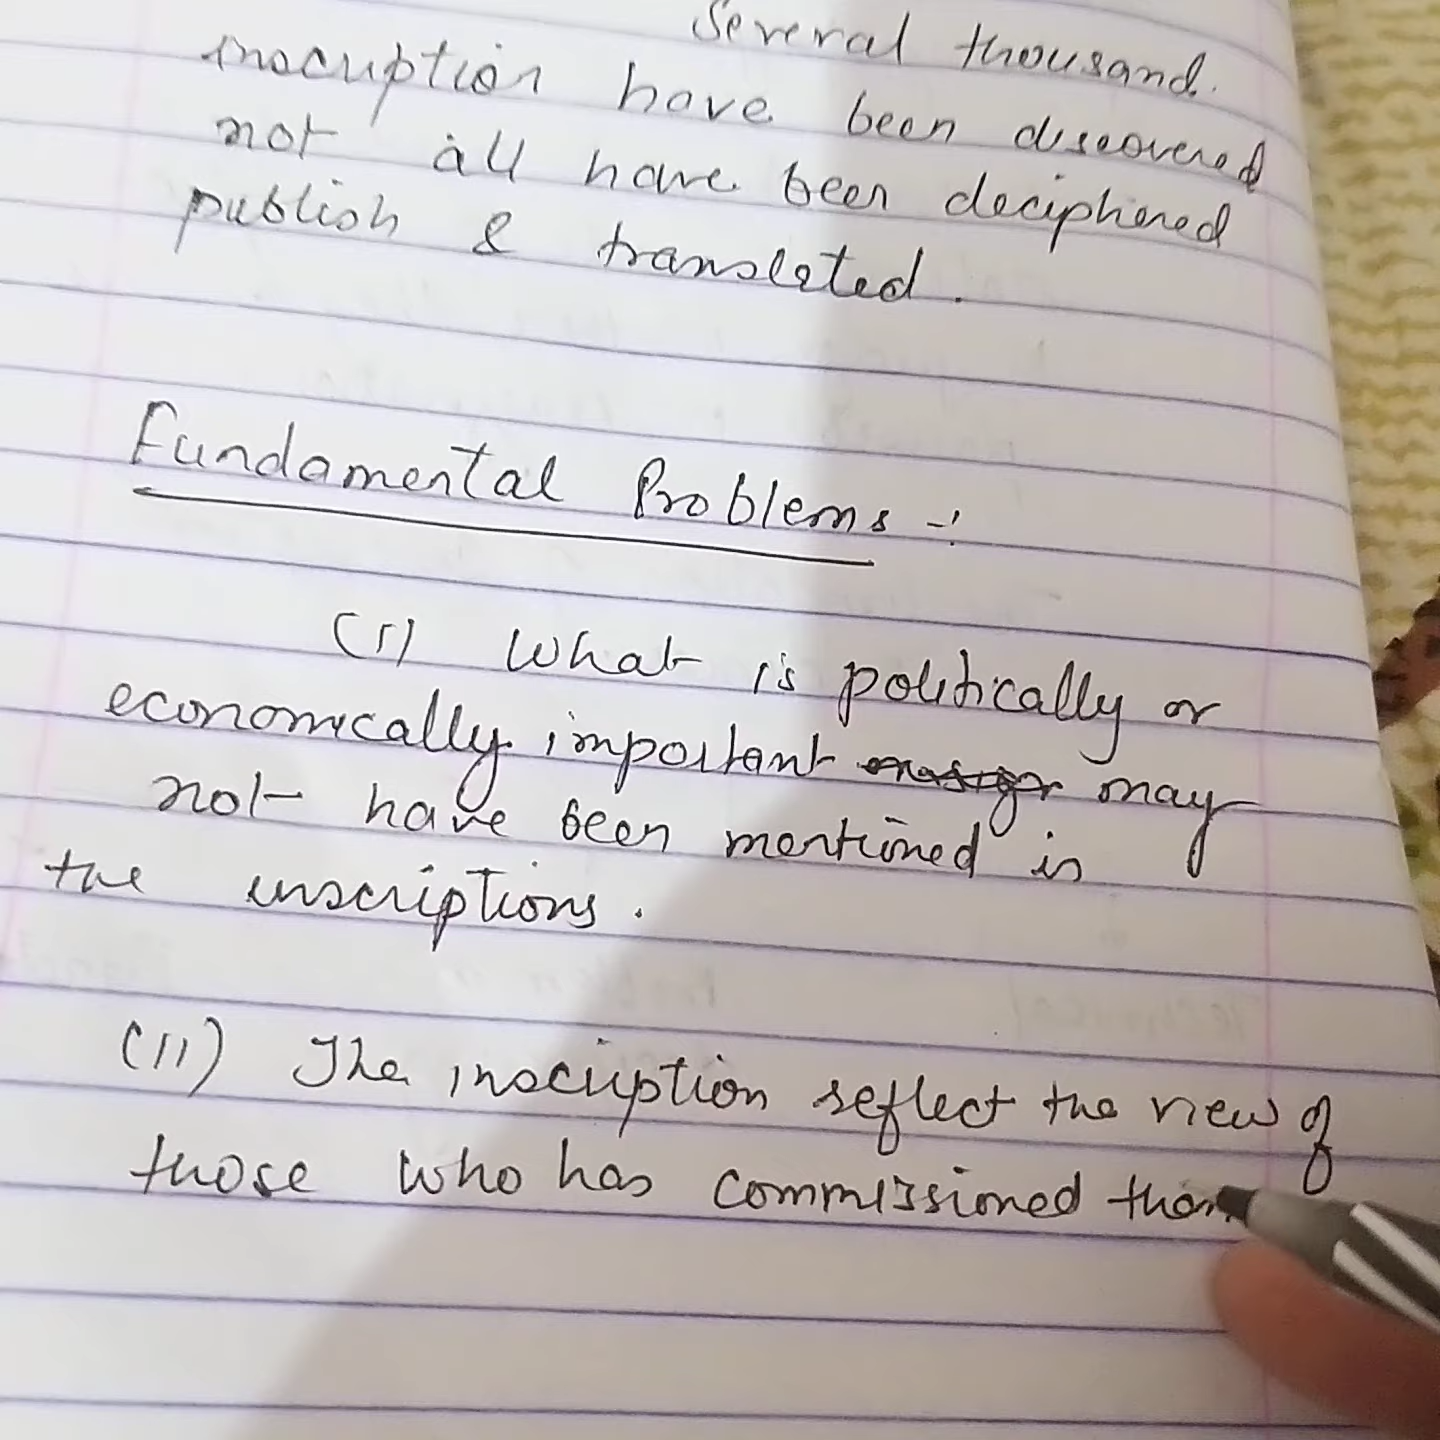 Several thousand.
inscription have been discovered
not all have been deciphered
publish & translated.
Fundamental Problems :-
(i) What is politically or
economically important may
not have been mentioned in
the inscriptions.
(ii) The inscription reflect the view of
those who has commissioned them